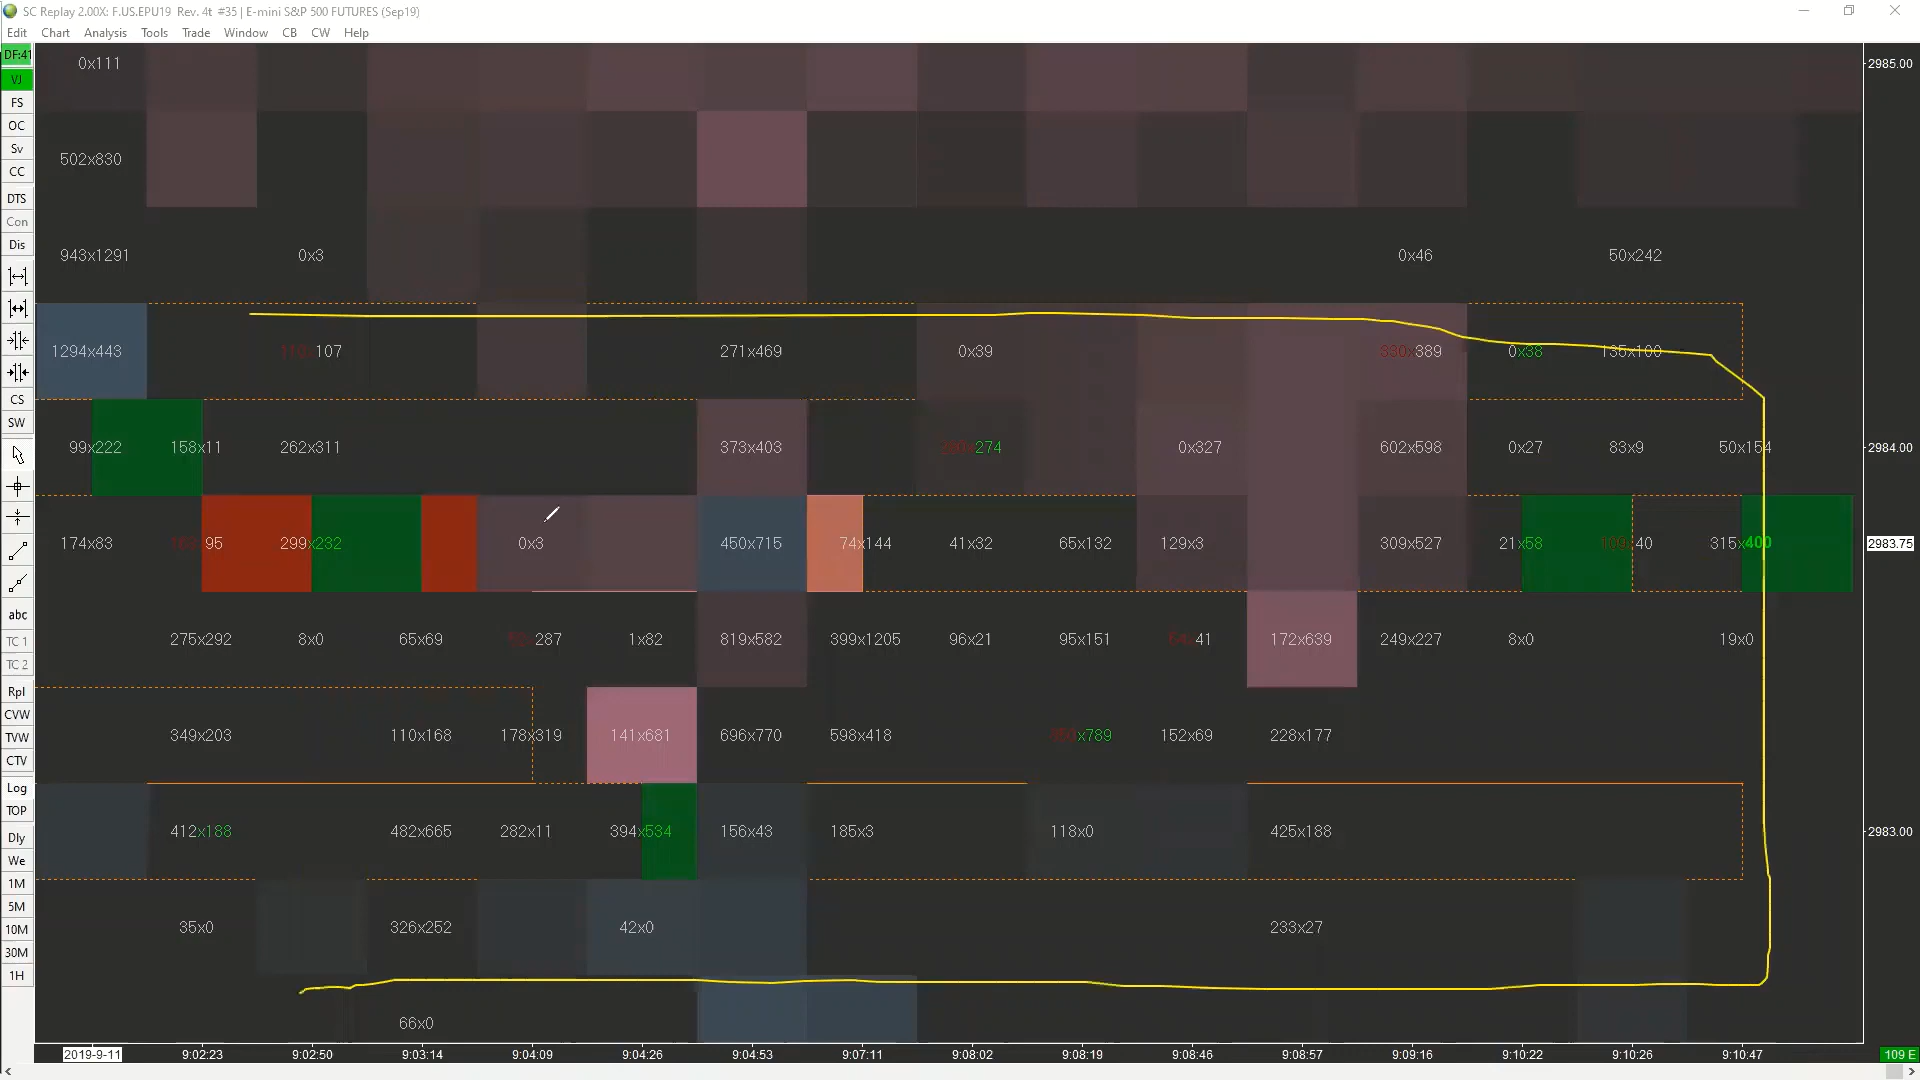 SC Replay 2.00X: F.US.EPU19 Rev. 4t #35 | E-mini S&P 500 FUTURES (Sep19)
Edit Chart Analysis Tools Trade Window CB CW Help
DF:41
VJ
FS
OC
Sv
CC
DTS
Con
Dis
CS
SW
abc
TC 1
TC 2
Rpl
CVW
TVW
CTV
Log
TOP
Dly
We
1M
5M
10M
30M
1H
0x111 2985.00
502x830
943x1291 0x3 0x46 50x242
1294x443 107 271x469 0x39 389 0x38 135x100
99x222 158x11 262x311 373x403 274 0x327 602x598 0x27 83x9 50x154 2984.00
174x83 95 299x232 0x3 450x715 74x144 41x32 65x132 129x3 309x527 21x58 40 315x400 2983.75
275x292 8x0 65x69 287 1x82 819x582 399x1205 96x21 95x151 41 172x639 249x227 8x0 19x0
349x203 110x168 178x319 141x681 696x770 598x418 x789 152x69 228x177
412x188 482x665 282x11 394x534 156x43 185x3 118x0 425x188 2983.00
35x0 326x252 42x0 233x27
66x0
2019-9-11 9:02:23 9:02:50 9:03:14 9:04:09 9:04:26 9:04:53 9:07:11 9:08:02 9:08:19 9:08:46 9:08:57 9:09:16 9:10:22 9:10:26 9:10:47 109 E